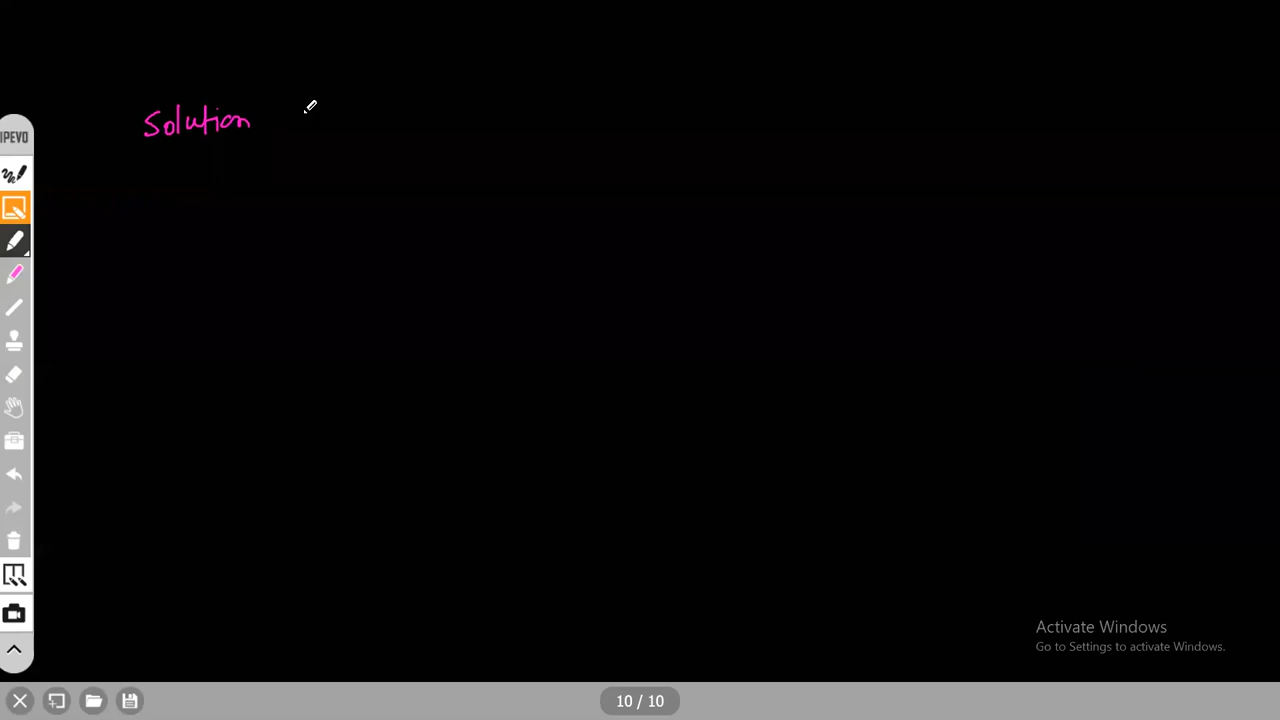 Solution
IPEVO
Activate Windows
Go to Settings to activate Windows.
10 / 10